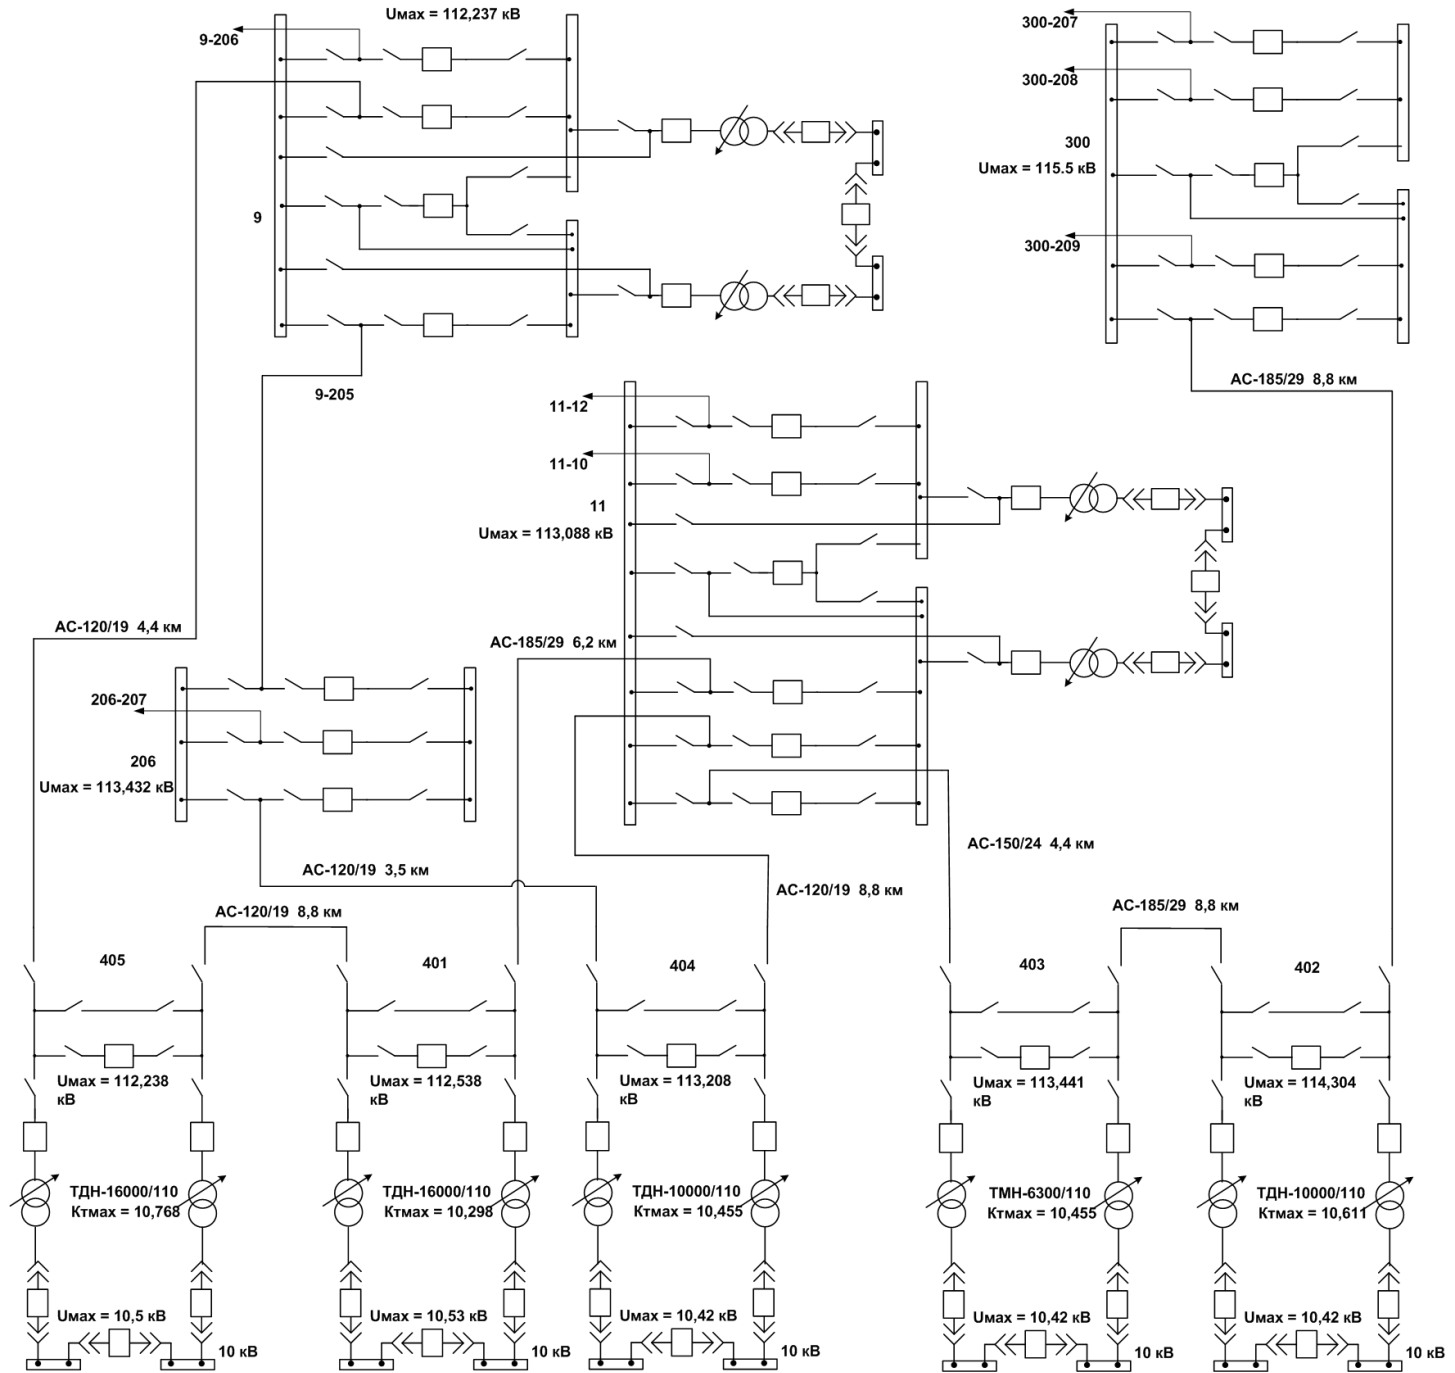 Uмах = 112,237 кВ
9-206
9
9-205
300-207
300-208
300
Uмах = 115.5 кВ
300-209
АС-185/29 8,8 км
11-12
11-10
11
Uмах = 113,088 кВ
АС-120/19 4,4 км
АС-185/29 6,2 км
206-207
206
Uмах = 113,432 кВ
АС-120/19 3,5 км
АС-150/24 4,4 км
АС-120/19 8,8 км
АС-120/19 8,8 км
АС-185/29 8,8 км
405
401
404
403
402
Uмах = 112,238
кВ
Uмах = 112,538
кВ
Uмах = 113,208
кВ
Uмах = 113,441
кВ
Uмах = 114,304
кВ
ТДН-16000/110
Ктмах = 10,768
ТДН-16000/110
Ктмах = 10,298
ТДН-10000/110
Ктмах = 10,455
ТМН-6300/110
Ктмах = 10,455
ТДН-10000/110
Ктмах = 10,611
Uмах = 10,5 кВ
10 кВ
Uмах = 10,53 кВ
10 кВ
Uмах = 10,42 кВ
10 кВ
Uмах = 10,42 кВ
10 кВ
Uмах = 10,42 кВ
10 кВ